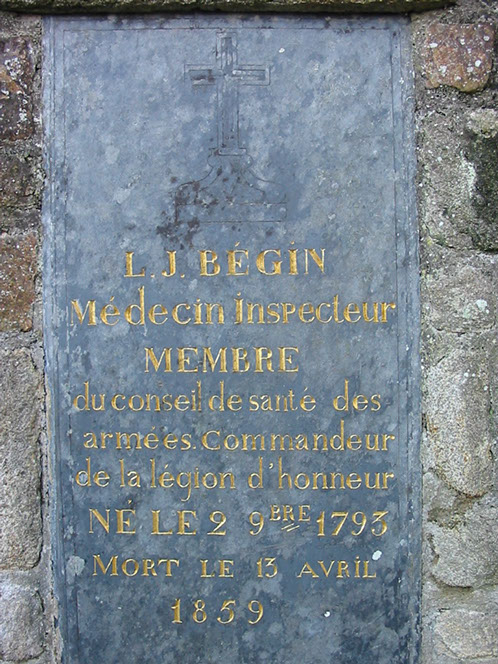 L. J. BÉGIN
Médecin Inspecteur
MEMBRE
du conseil de santé des
armées. Commandeur
de la légion d'honneur
NÉ LE 2 9BRE 1793
MORT LE 13 AVRIL
1859